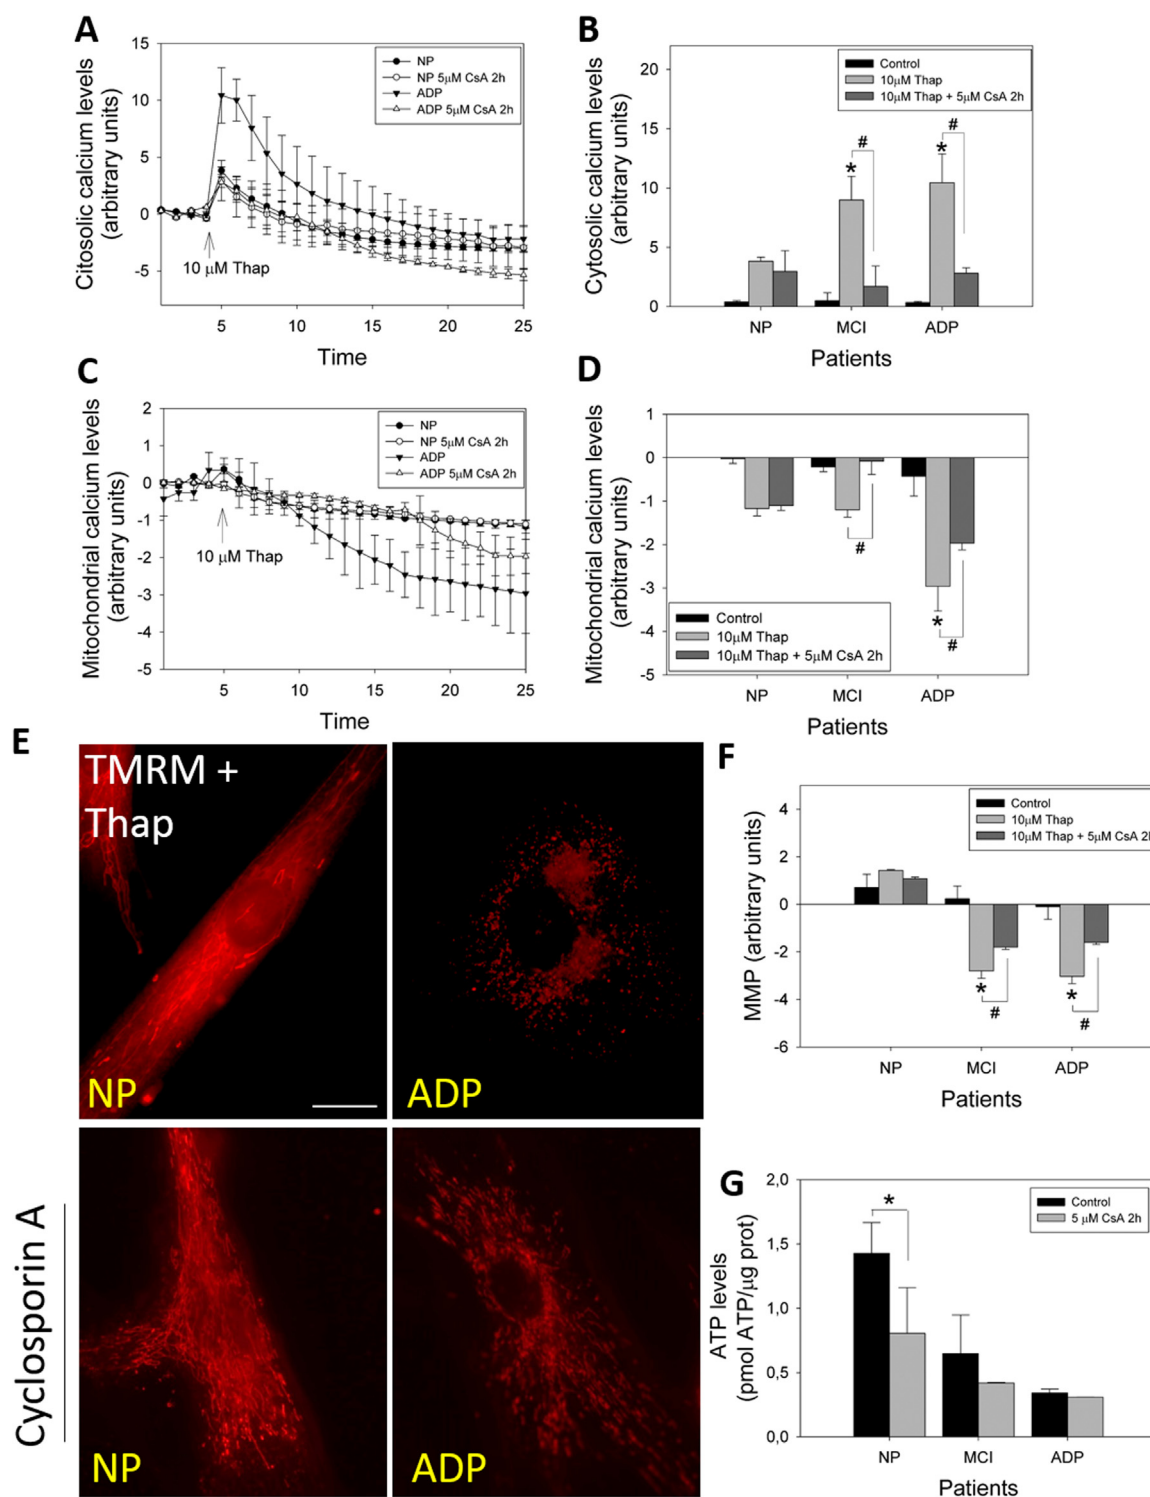 A
Citosolic calcium levels
(arbitrary units)
15
10
5
0
-5
NP
NP 5μM CsA 2h
ADP
ADP 5μM CsA 2h
10 μM Thap
5
10
15
20
25
Time
B
Cytosolic calcium levels
(arbitrary units)
20
15
10
5
0
Control
10μM Thap
10μM Thap + 5μM CsA 2h
*
#
*
#
NP
MCI
ADP
Patients
C
Mitochondrial calcium levels
(arbitrary units)
2
1
0
-1
-2
-3
-4
-5
NP
NP 5μM CsA 2h
ADP
ADP 5μM CsA 2h
10 μM Thap
5
10
15
20
25
Time
D
Mitochondrial calcium levels
(arbitrary units)
1
0
-1
-2
-3
-4
-5
#
*
#
Control
10μM Thap
10μM Thap + 5μM CsA 2h
NP
MCI
ADP
Patients
E
TMRM +
Thap
NP
ADP
Cyclosporin A
NP
ADP
F
MMP (arbitrary units)
4
2
0
-2
-4
-6
Control
10μM Thap
10μM Thap + 5μM CsA 2h
*
#
*
#
NP
MCI
ADP
Patients
G
ATP levels
(pmol ATP/μg prot)
2,0
1,5
1,0
0,5
0,0
*
Control
5 μM CsA 2h
NP
MCI
ADP
Patients